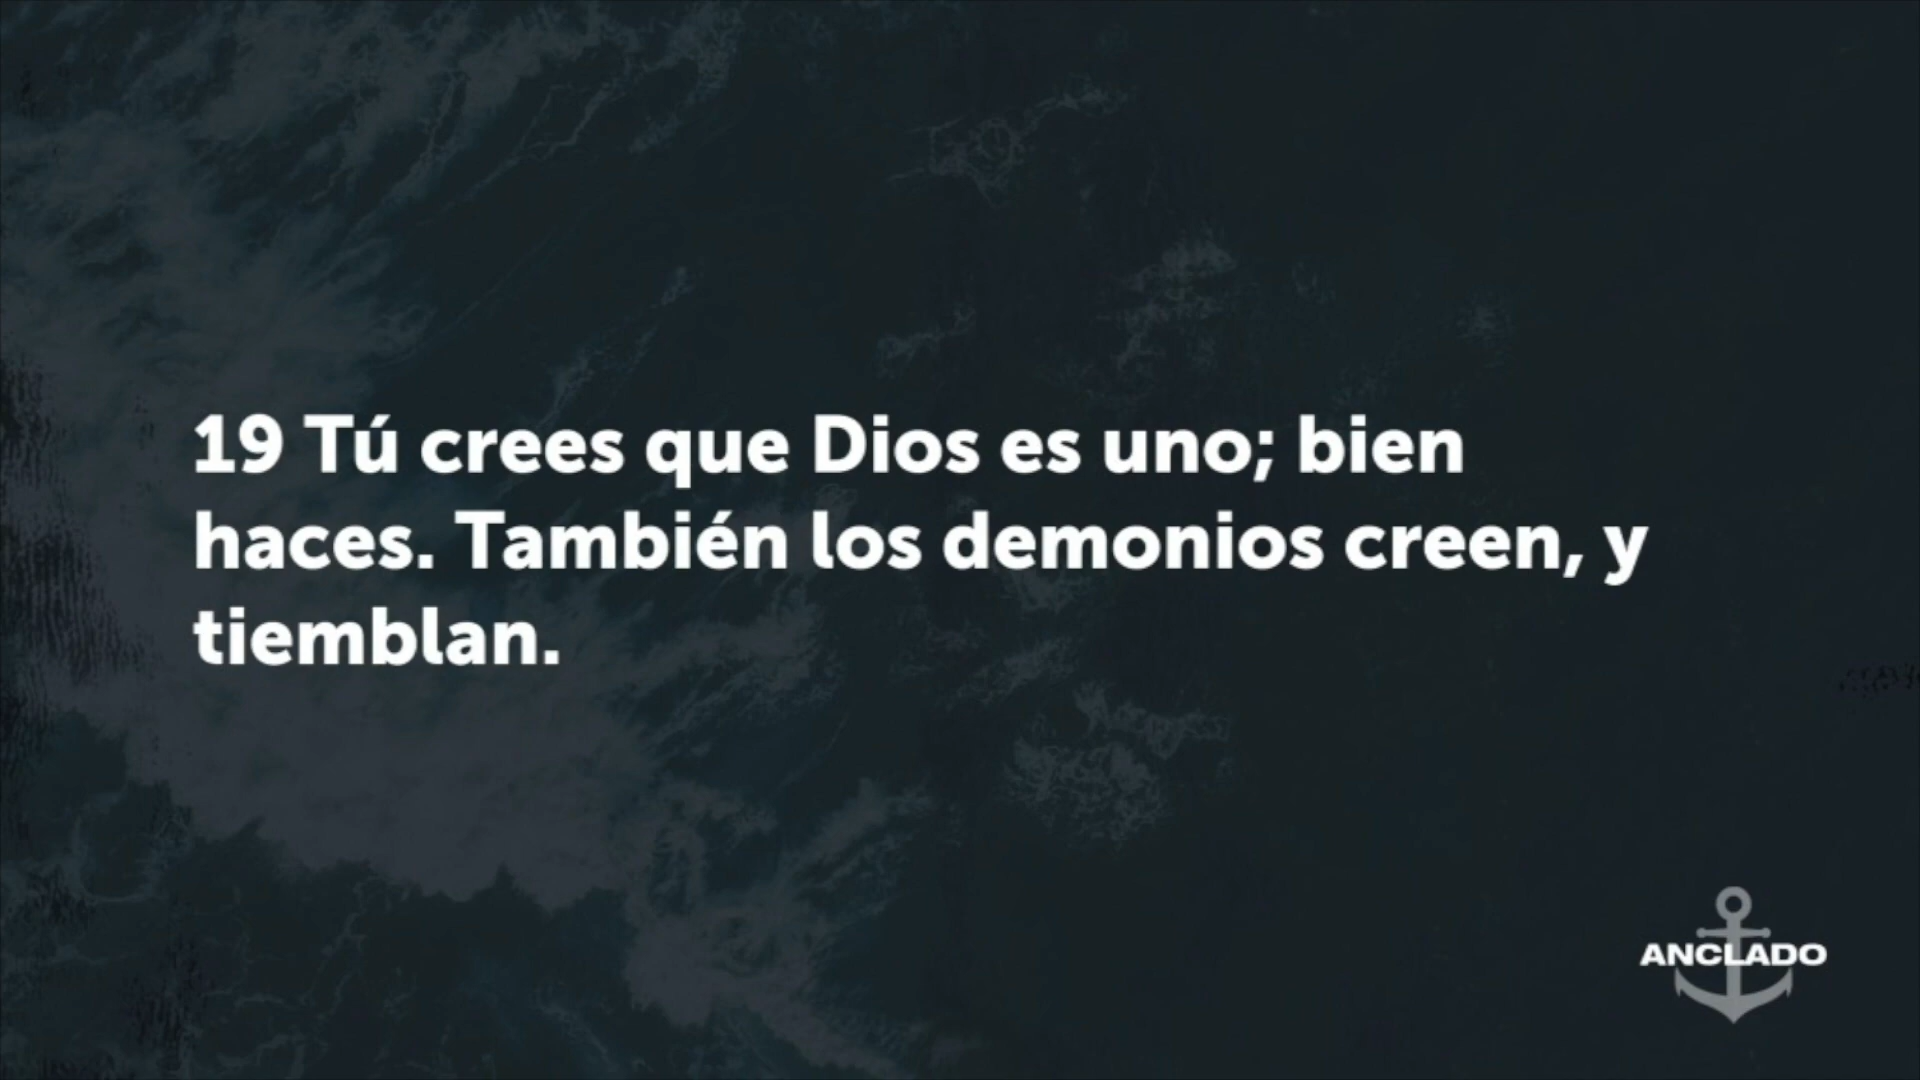 19 Tú crees que Dios es uno; bien
haces. También los demonios creen, y
tiemblan.
ANCLADO